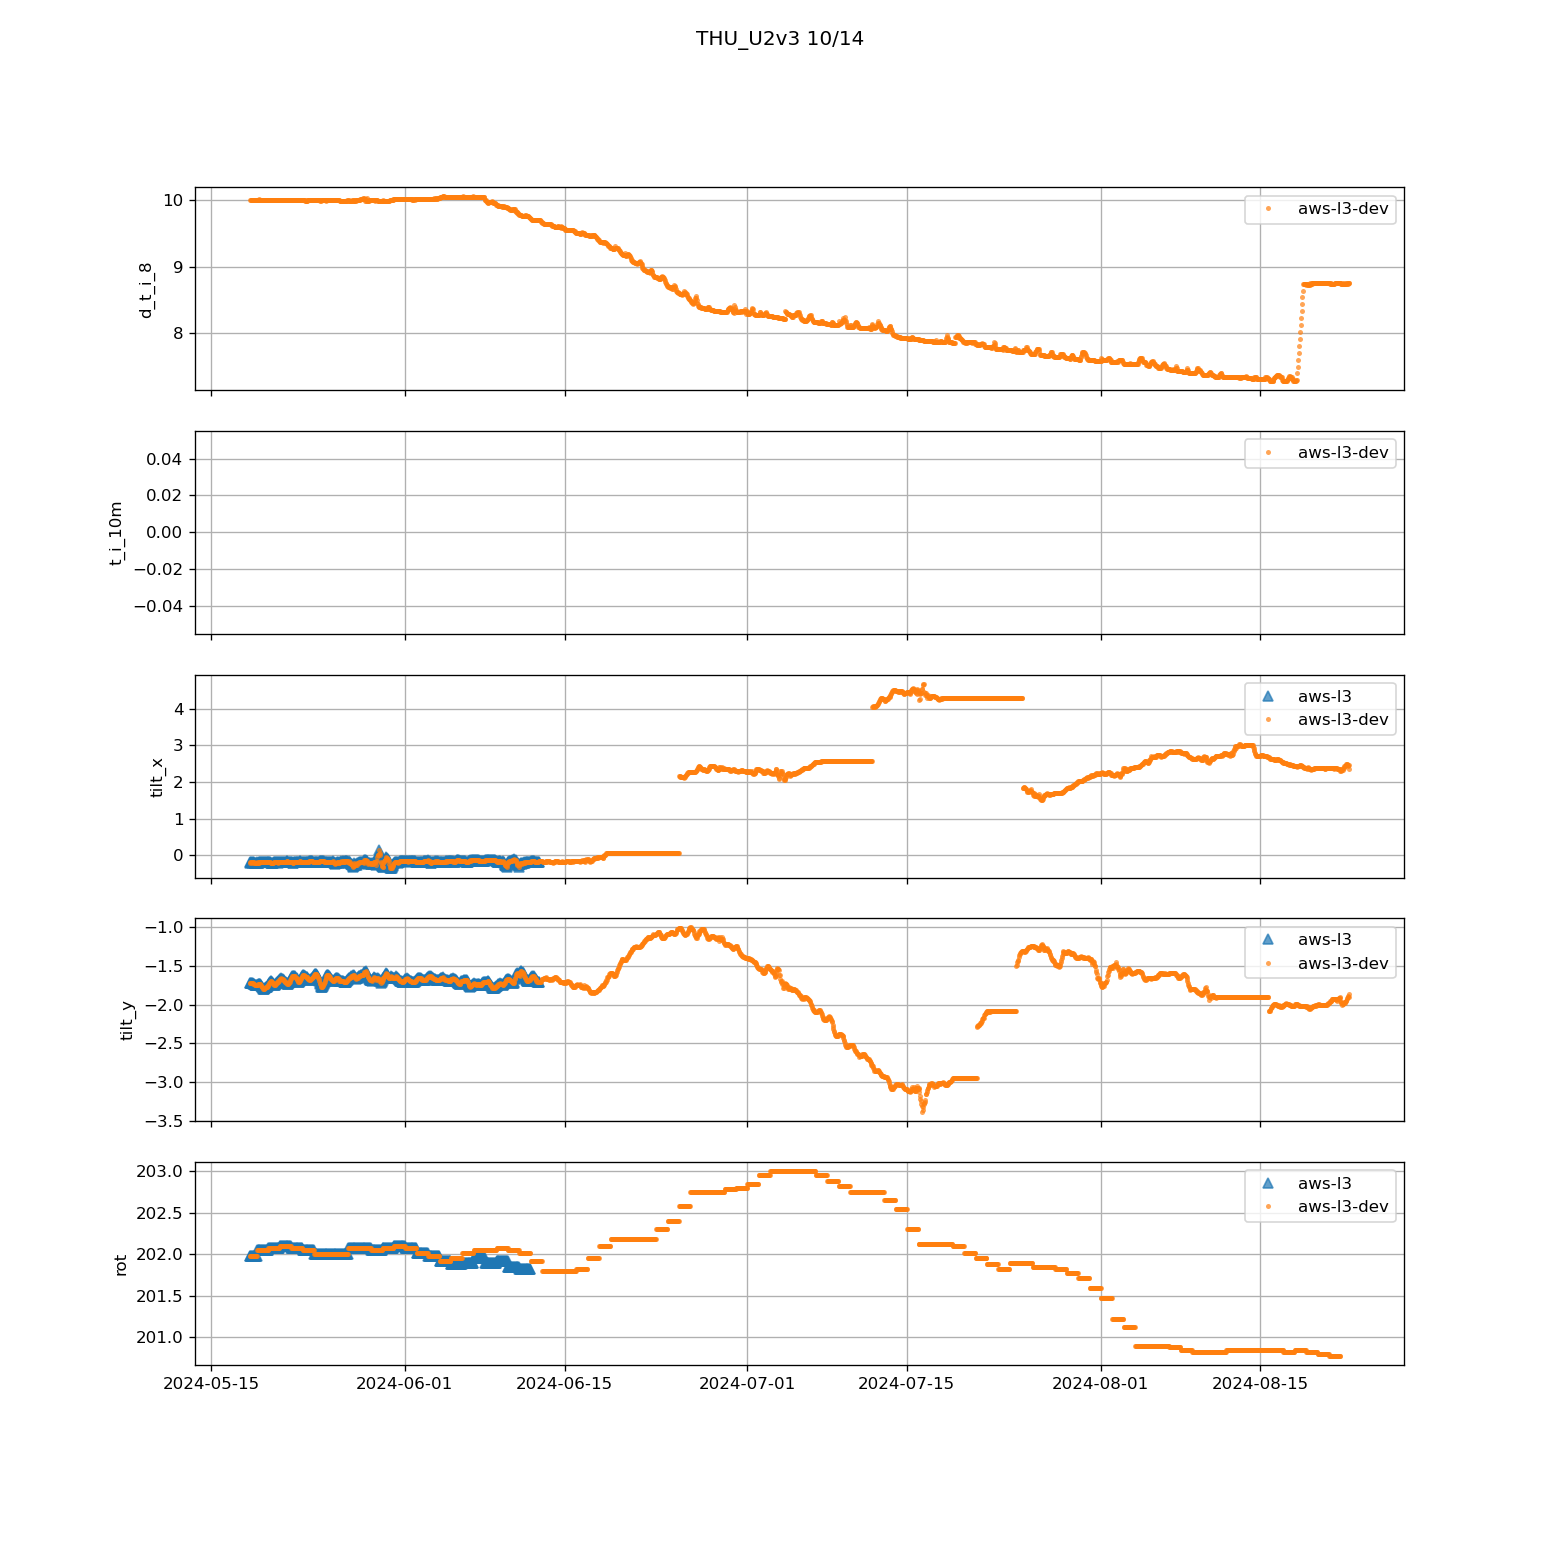 THU_U2v3 10/14
10
9
8
d_t_i_8
aws-l3-dev
0.04
0.02
0.00
−0.02
−0.04
t_i_10m
aws-l3-dev
4
3
2
1
0
tilt_x
aws-l3
aws-l3-dev
−1.0
−1.5
−2.0
−2.5
−3.0
−3.5
tilt_y
aws-l3
aws-l3-dev
203.0
202.5
202.0
201.5
201.0
rot
aws-l3
aws-l3-dev
2024-05-15 2024-06-01 2024-06-15 2024-07-01 2024-07-15 2024-08-01 2024-08-15